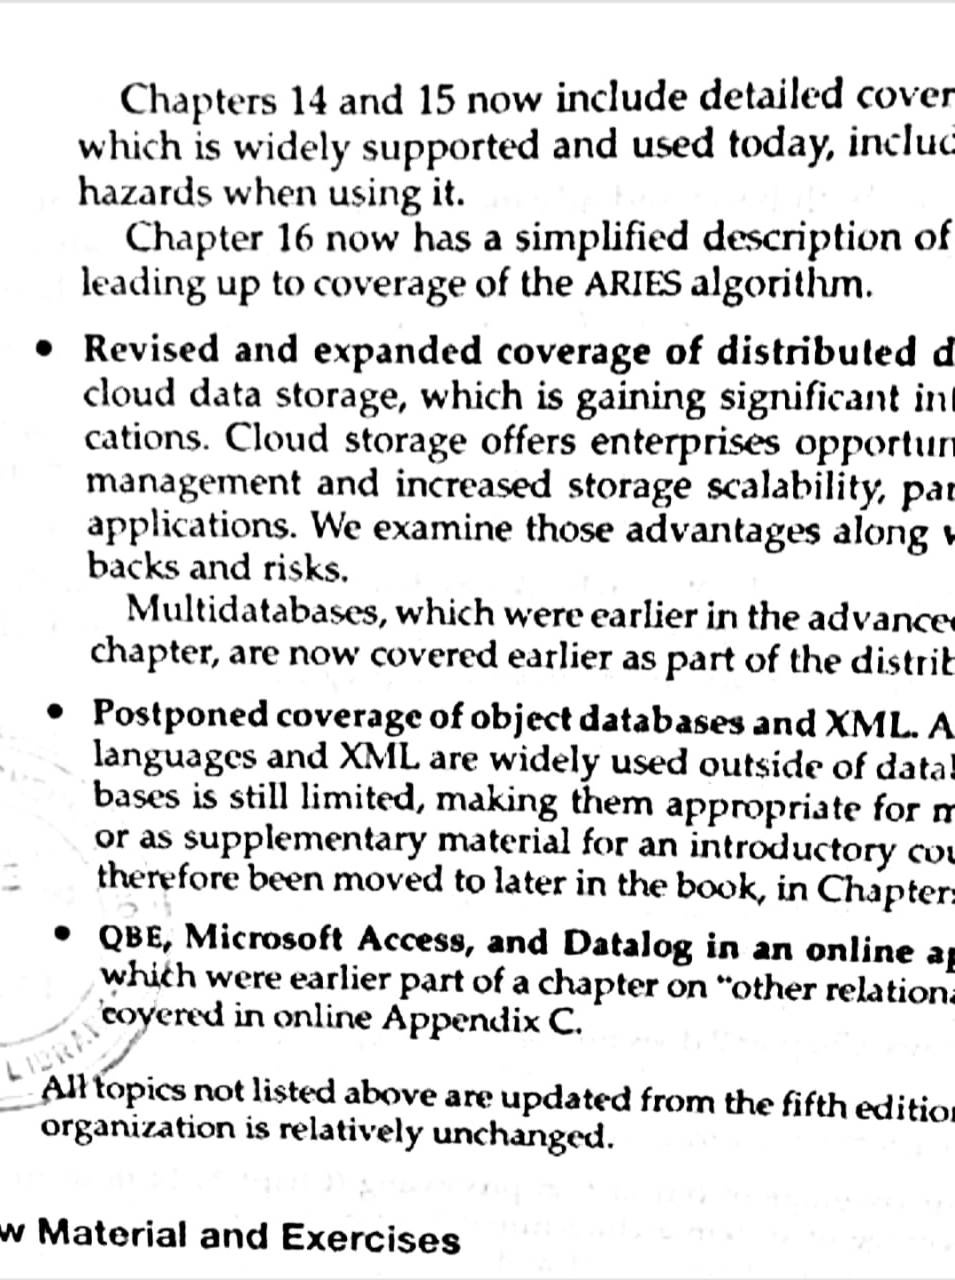 Chapters 14 and 15 now include detailed cover
which is widely supported and used today, includ
hazards when using it.
Chapter 16 now has a simplified description of
leading up to coverage of the ARIES algorithm.
• Revised and expanded coverage of distributed d
cloud data storage, which is gaining significant in
cations. Cloud storage offers enterprises opportun
management and increased storage scalability, par
applications. We examine those advantages along w
backs and risks.
Multidatabases, which were earlier in the advance
chapter, are now covered earlier as part of the distrib
• Postponed coverage of object databases and XML. A
languages and XML are widely used outside of data
bases is still limited, making them appropriate for m
or as supplementary material for an introductory cou
therefore been moved to later in the book, in Chapter
• QBE, Microsoft Access, and Datalog in an online ap
which were earlier part of a chapter on "other relation
covered in online Appendix C.
LIBRA
All topics not listed above are updated from the fifth edition
organization is relatively unchanged.
w Material and Exercises